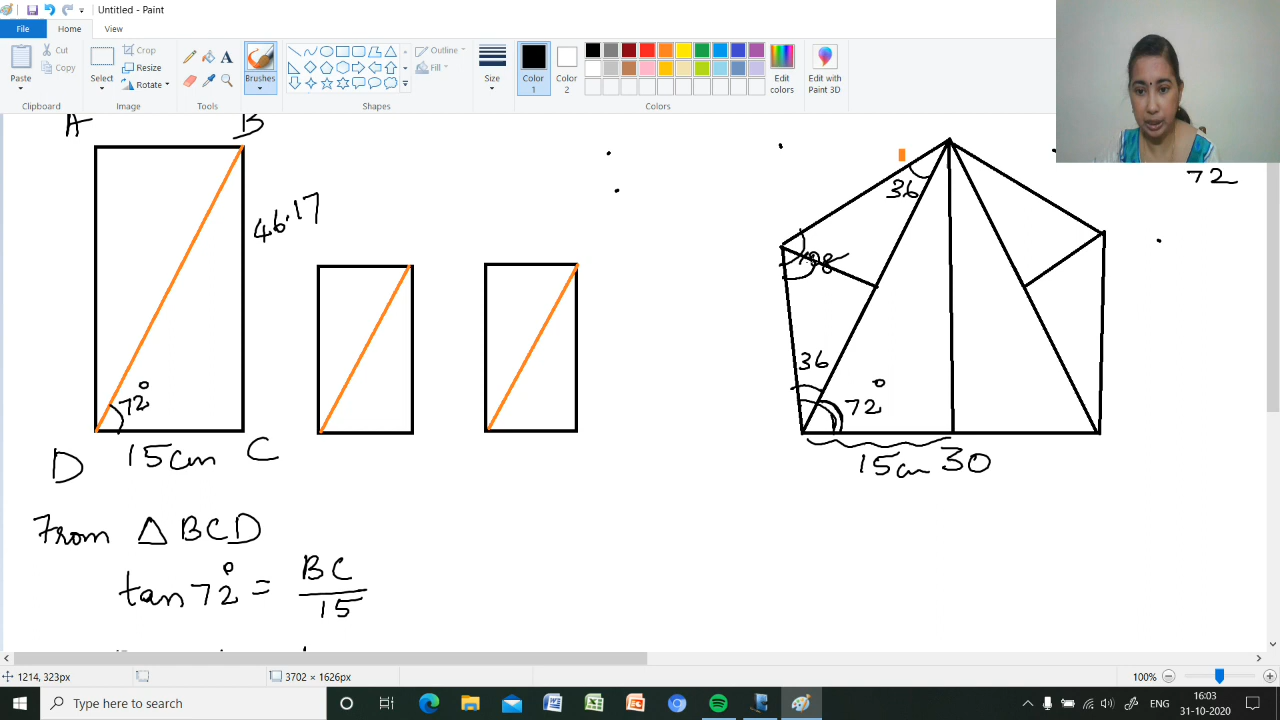 Untitled - Paint
File Home View
Paste
Cut
Copy
Clipboard
Select
Crop
Resize
Rotate
Image
A
Tools
Brushes
Shapes
Outline
Fill
Size
Color 1
Color 2
Colors
Edit colors
Edit with Paint 3D
A B
46.17
72°
D 15cm C
36
72
108
36
72°
15cm 30
From △ BCD
tan 72° = BC
15
1214, 323px
3702 × 1626px
100%
Type here to search
ENG
16:03
31-10-2020